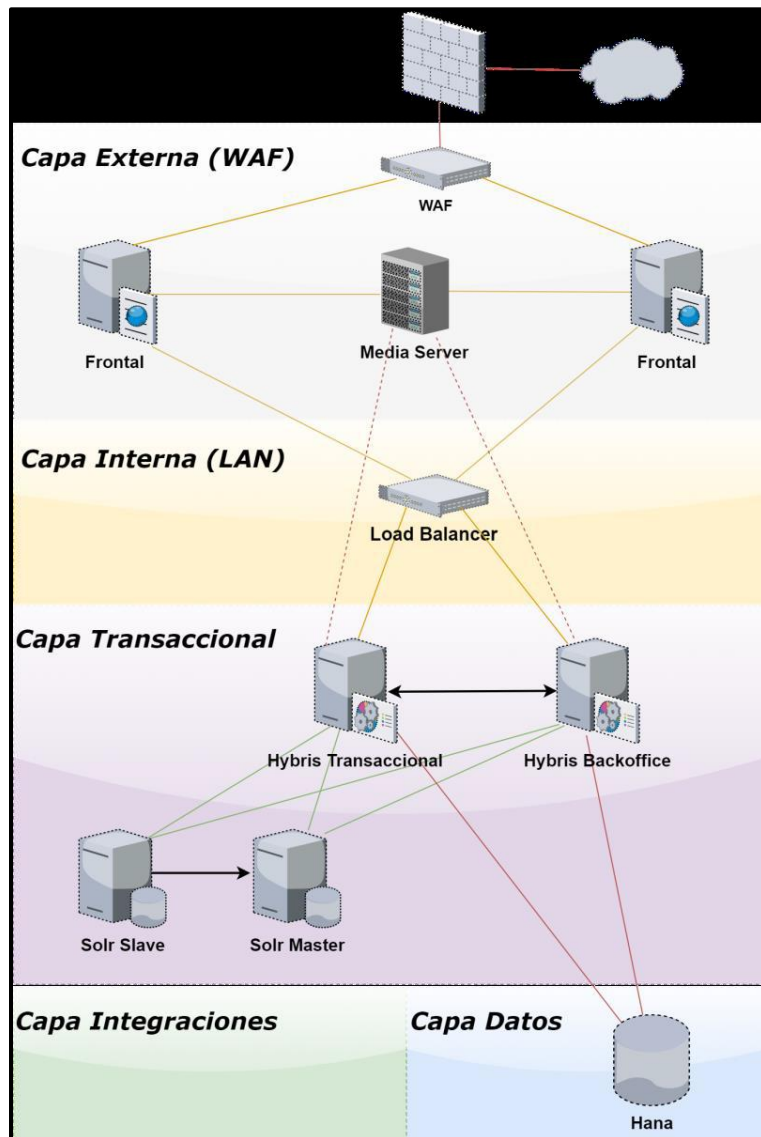 Capa Externa (WAF)
WAF
Frontal
Media Server
Frontal
Capa Interna (LAN)
Load Balancer
Capa Transaccional
Hybris Transaccional
Hybris Backoffice
Solr Slave
Solr Master
Capa Integraciones
Capa Datos
Hana